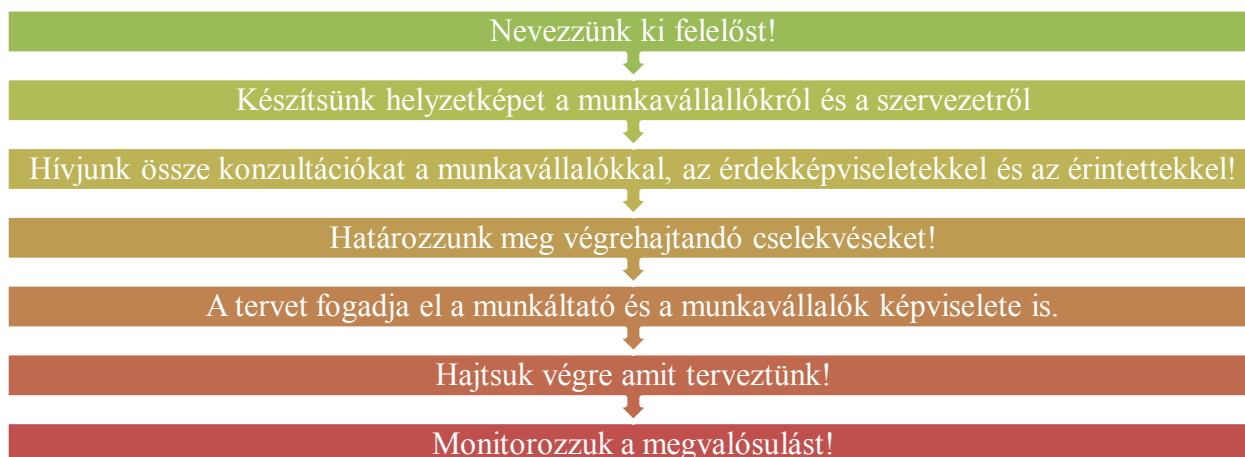 Nevezzünk ki felelőst!
Készítsünk helyzetképet a munkavállallókról és a szervezetről
Hívjunk össze konzultációkat a munkavállalókkal, az érdekképviseletekkel és az érintettekkel!
Határozzunk meg végrehajtandó cselekvéseket!
A tervet fogadja el a munkáltató és a munkavállalók képviselete is.
Hajtsuk végre amit terveztünk!
Monitorozzuk a megvalósulást!